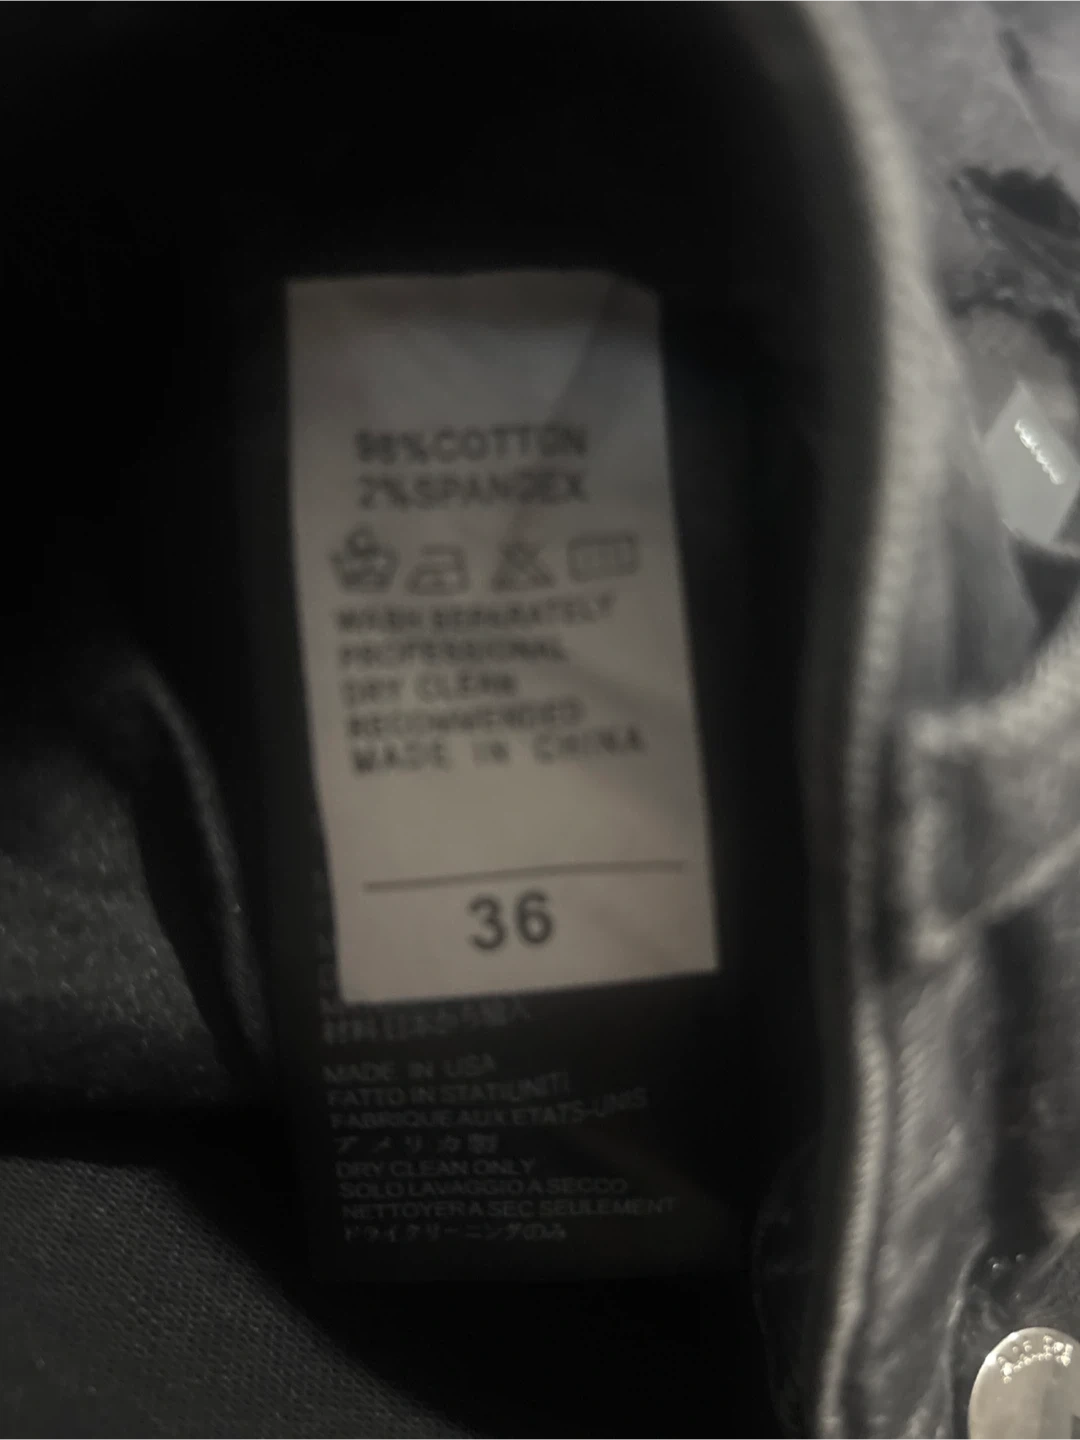 98%COTTON
2%SPANDEX
WASH SEPARATELY
PROFESSIONAL
DRY CLEAN
RECOMMENDED
MADE IN CHINA
36
MADE IN USA
FATTO IN STATI UNITI
FABRIQUE AUX ETATS-UNIS
アメリカ製
DRY CLEAN ONLY
SOLO LAVAGGIO A SECCO
NETTOYER A SEC SEULEMENT
ドライクリーニングのみ